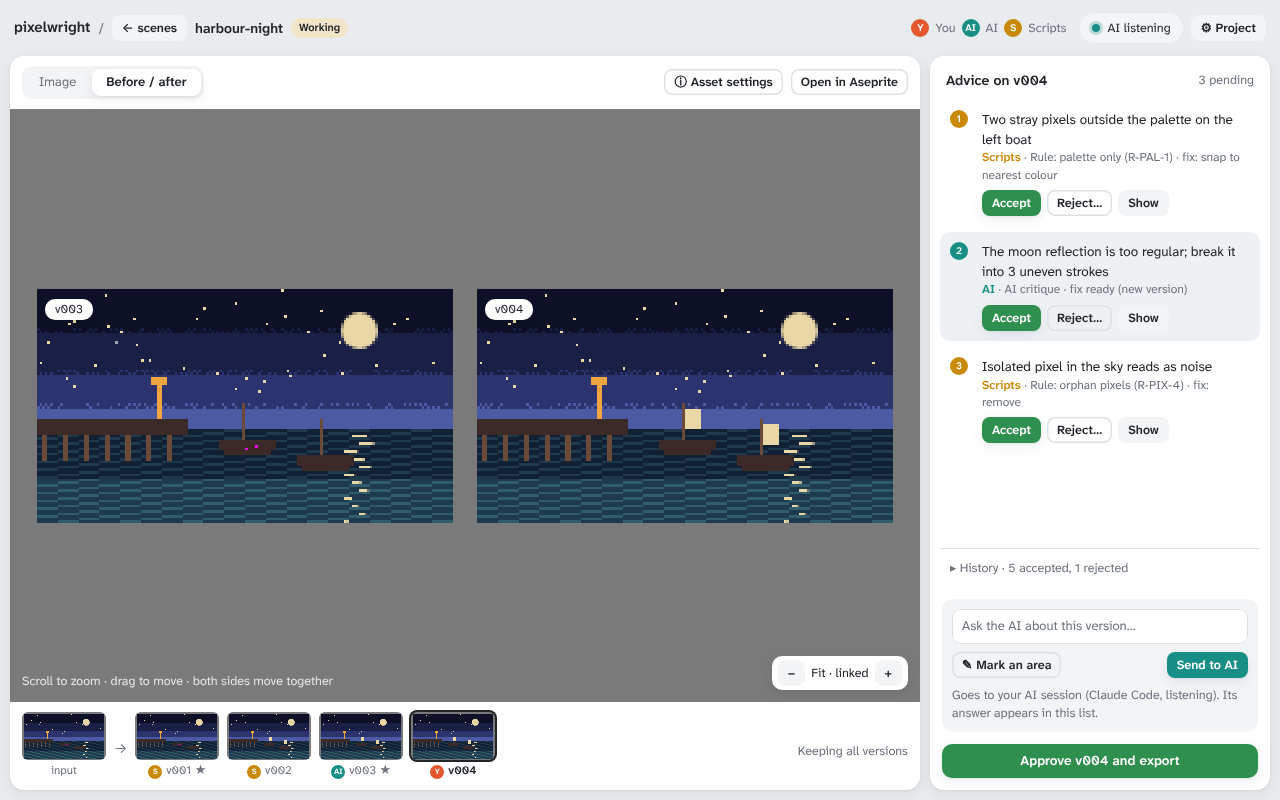 pixelwright / ← scenes harbour-night Working
Y You AI AI S Scripts AI listening ⚙ Project
Image Before / after
ⓘ Asset settings Open in Aseprite
v003
v004
Scroll to zoom · drag to move · both sides move together
− Fit · linked +
input
→
S v001 ★
S v002
AI v003 ★
Y v004
Keeping all versions
Advice on v004 3 pending
1 Two stray pixels outside the palette on the
left boat
Scripts · Rule: palette only (R-PAL-1) · fix: snap to
nearest colour
Accept Reject... Show
2 The moon reflection is too regular; break it
into 3 uneven strokes
AI · AI critique · fix ready (new version)
Accept Reject... Show
3 Isolated pixel in the sky reads as noise
Scripts · Rule: orphan pixels (R-PIX-4) · fix:
remove
Accept Reject... Show
▸ History · 5 accepted, 1 rejected
Ask the AI about this version...
✎ Mark an area Send to AI
Goes to your AI session (Claude Code, listening). Its
answer appears in this list.
Approve v004 and export